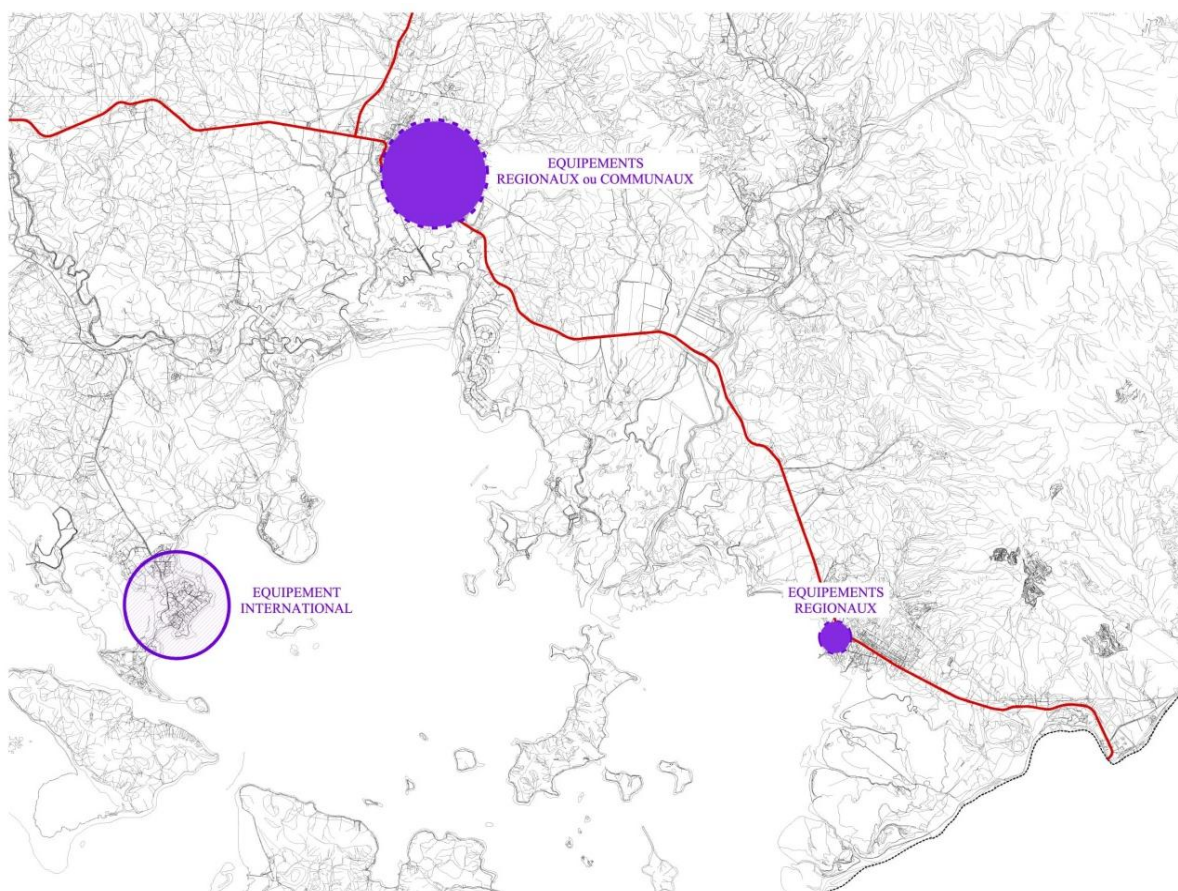 EQUIPEMENTS
REGIONAUX ou COMMUNAUX
EQUIPEMENT
INTERNATIONAL
EQUIPEMENTS
REGIONAUX